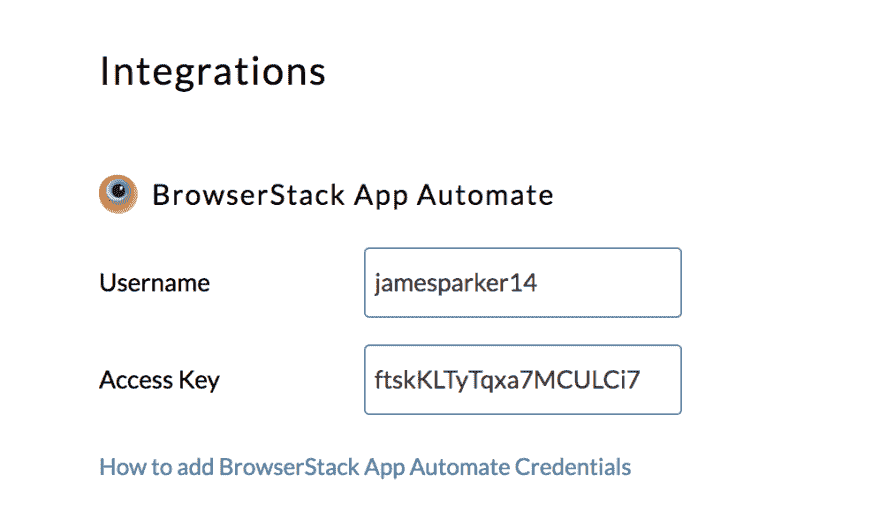 Integrations
BrowserStack App Automate
Username
jamesparker14
Access Key
ftskKLTyTqxa7MCULCi7
How to add BrowserStack App Automate Credentials